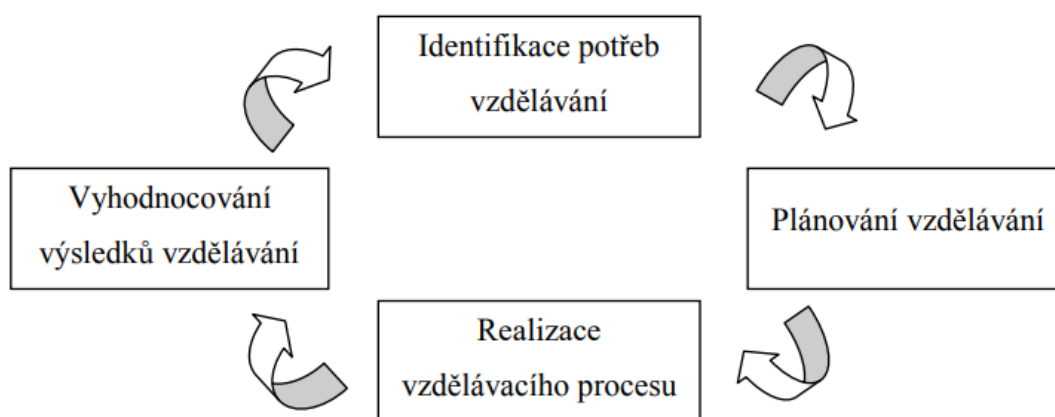 Identifikace potřeb
vzdělávání
Vyhodnocování
výsledků vzdělávání
Plánování vzdělávání
Realizace
vzdělávacího procesu